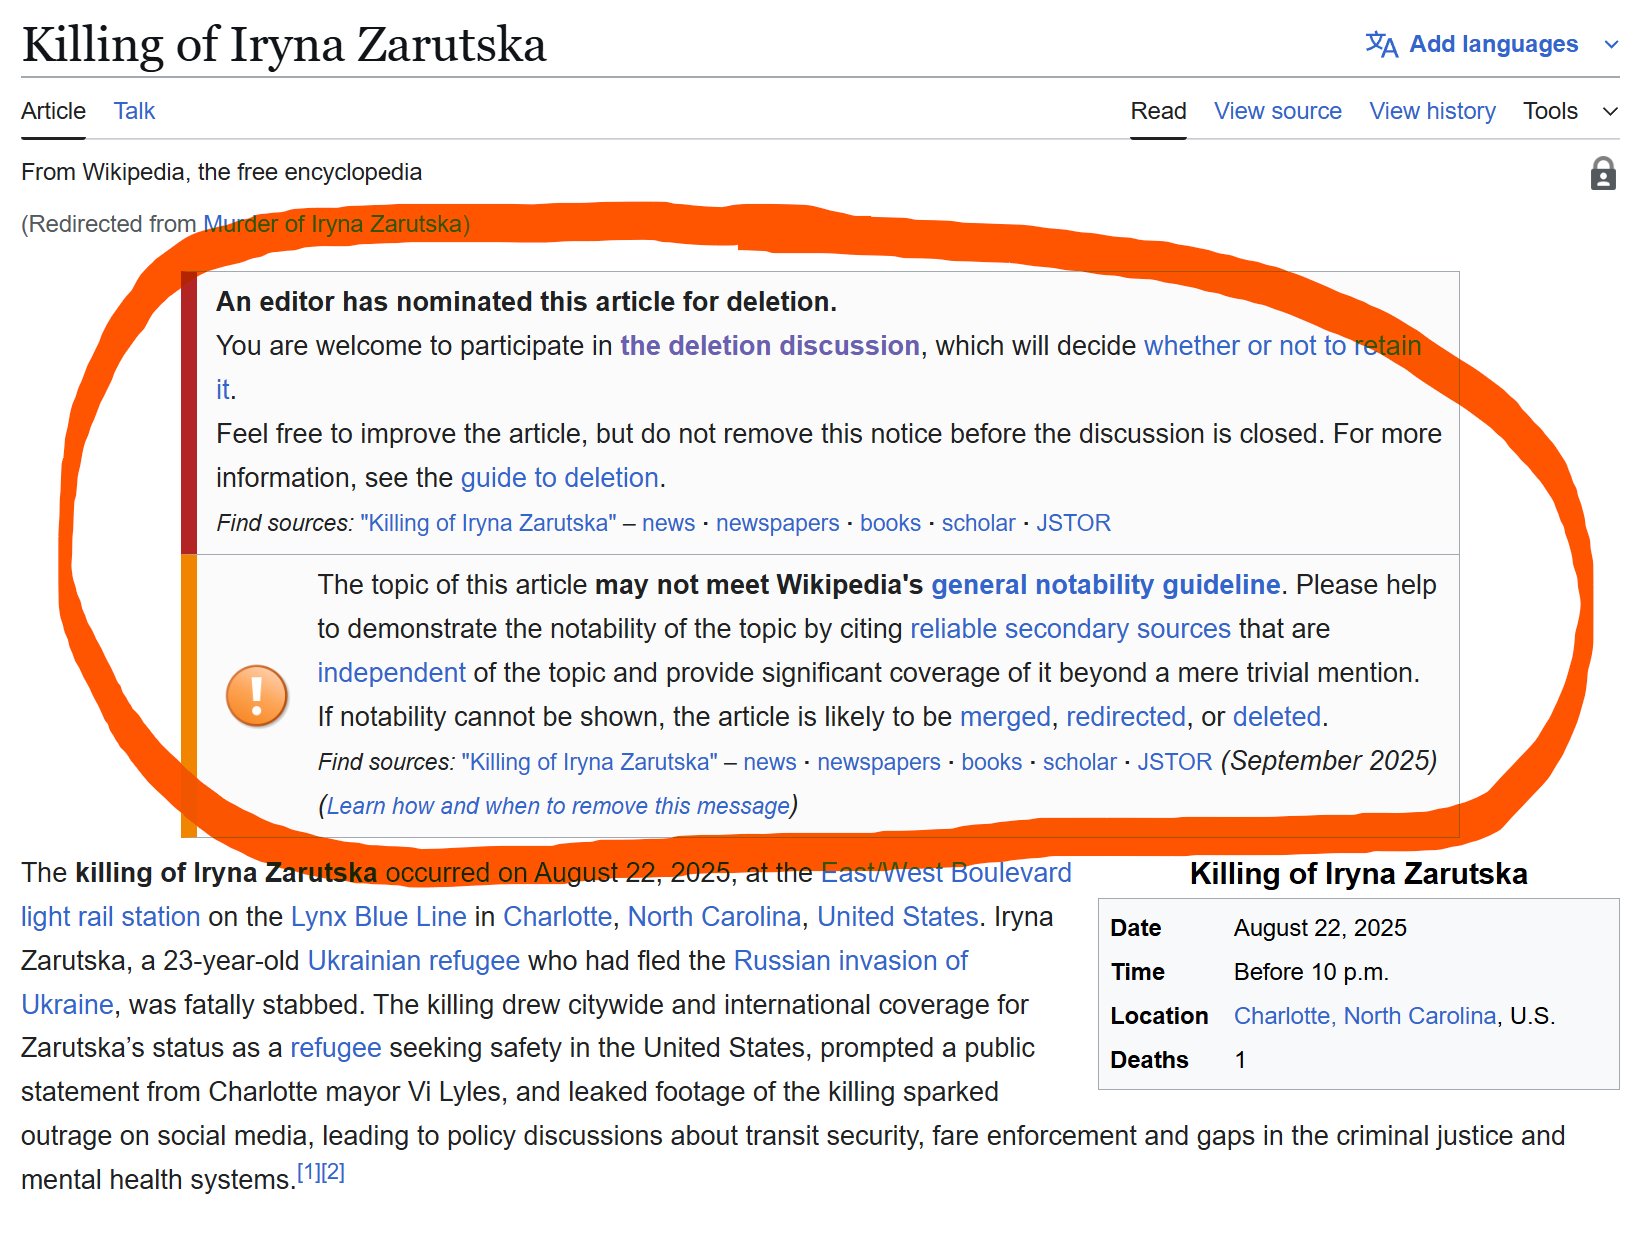 Killing of Iryna Zarutska
Add languages
Article Talk Read View source View history Tools
From Wikipedia, the free encyclopedia
(Redirected from Murder of Iryna Zarutska)
An editor has nominated this article for deletion.
You are welcome to participate in the deletion discussion, which will decide whether or not to retain
it.
Feel free to improve the article, but do not remove this notice before the discussion is closed. For more
information, see the guide to deletion.
Find sources: "Killing of Iryna Zarutska" – news · newspapers · books · scholar · JSTOR
The topic of this article may not meet Wikipedia's general notability guideline. Please help
to demonstrate the notability of the topic by citing reliable secondary sources that are
independent of the topic and provide significant coverage of it beyond a mere trivial mention.
If notability cannot be shown, the article is likely to be merged, redirected, or deleted.
Find sources: "Killing of Iryna Zarutska" – news · newspapers · books · scholar · JSTOR (September 2025)
(Learn how and when to remove this message)
The killing of Iryna Zarutska occurred on August 22, 2025, at the East/West Boulevard
light rail station on the Lynx Blue Line in Charlotte, North Carolina, United States. Iryna
Zarutska, a 23-year-old Ukrainian refugee who had fled the Russian invasion of
Ukraine, was fatally stabbed. The killing drew citywide and international coverage for
Zarutska’s status as a refugee seeking safety in the United States, prompted a public
statement from Charlotte mayor Vi Lyles, and leaked footage of the killing sparked
outrage on social media, leading to policy discussions about transit security, fare enforcement and gaps in the criminal justice and
mental health systems.[1][2]
Killing of Iryna Zarutska
Date August 22, 2025
Time Before 10 p.m.
Location Charlotte, North Carolina, U.S.
Deaths 1